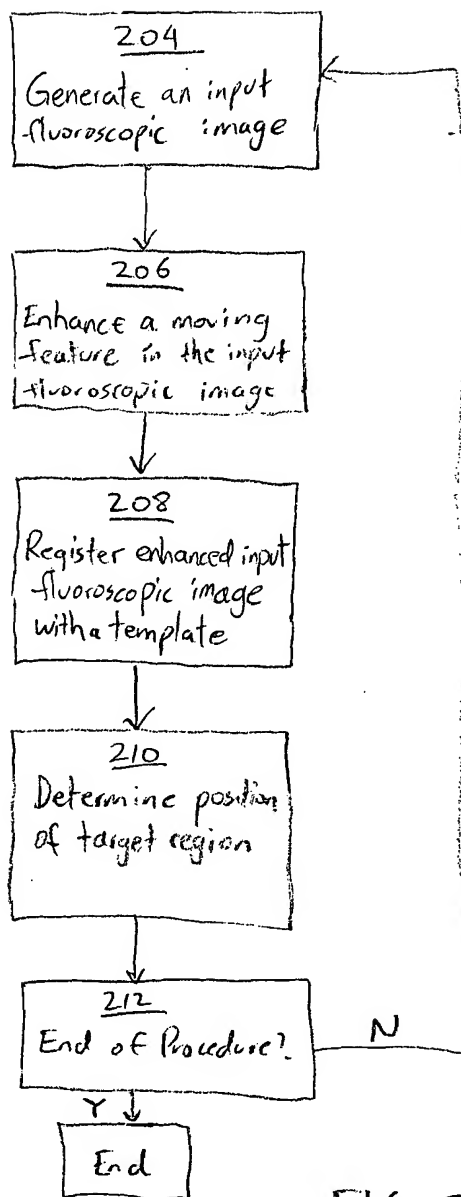 204
Generate an input
fluoroscopic image
206
Enhance a moving
feature in the input
fluoroscopic image
208
Register enhanced input
fluoroscopic image
with a template
210
Determine position
of target region
212
End of Procedure?
N
Y
End